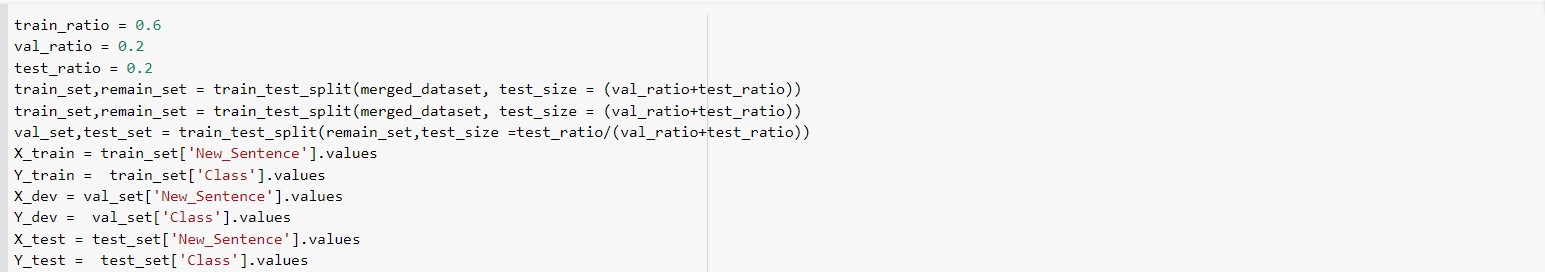 train_ratio = 0.6
val_ratio = 0.2
test_ratio = 0.2
train_set,remain_set = train_test_split(merged_dataset, test_size = (val_ratio+test_ratio))
train_set,remain_set = train_test_split(merged_dataset, test_size = (val_ratio+test_ratio))
val_set,test_set = train_test_split(remain_set,test_size =test_ratio/(val_ratio+test_ratio))
X_train = train_set['New_Sentence'].values
Y_train =  train_set['Class'].values
X_dev = val_set['New_Sentence'].values
Y_dev =  val_set['Class'].values
X_test = test_set['New_Sentence'].values
Y_test =  test_set['Class'].values